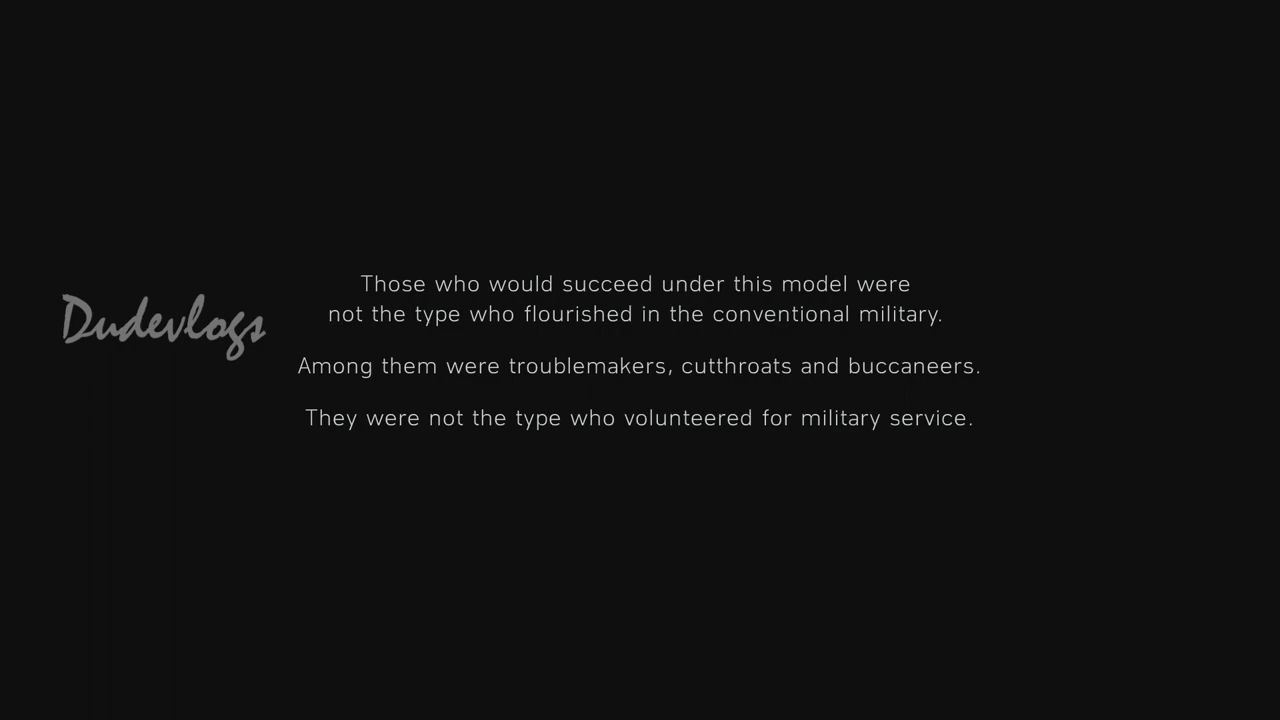 Those who would succeed under this model were
not the type who flourished in the conventional military.
Dudevlogs
Among them were troublemakers, cutthroats and buccaneers.
They were not the type who volunteered for military service.